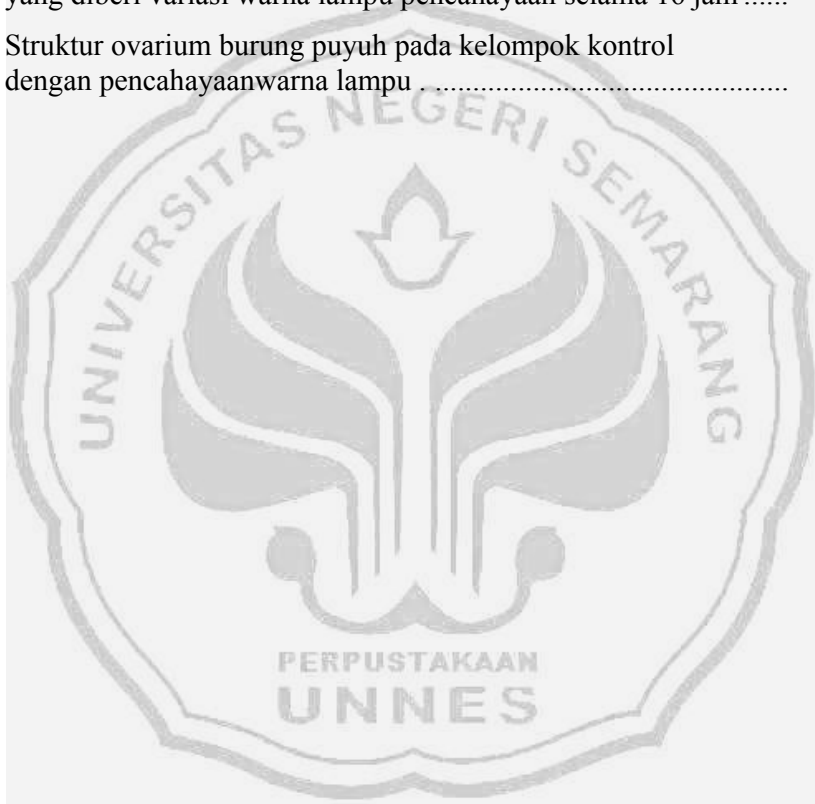 yang diberi variasi warna lampu pencahayaan selama 16 jam ......
Struktur ovarium burung puyuh pada kelompok kontrol
dengan pencahayaanwarna lampu . ................................................
UNIVERSITAS NEGERI SEMARANG
PERPUSTAKAAN
UNNES